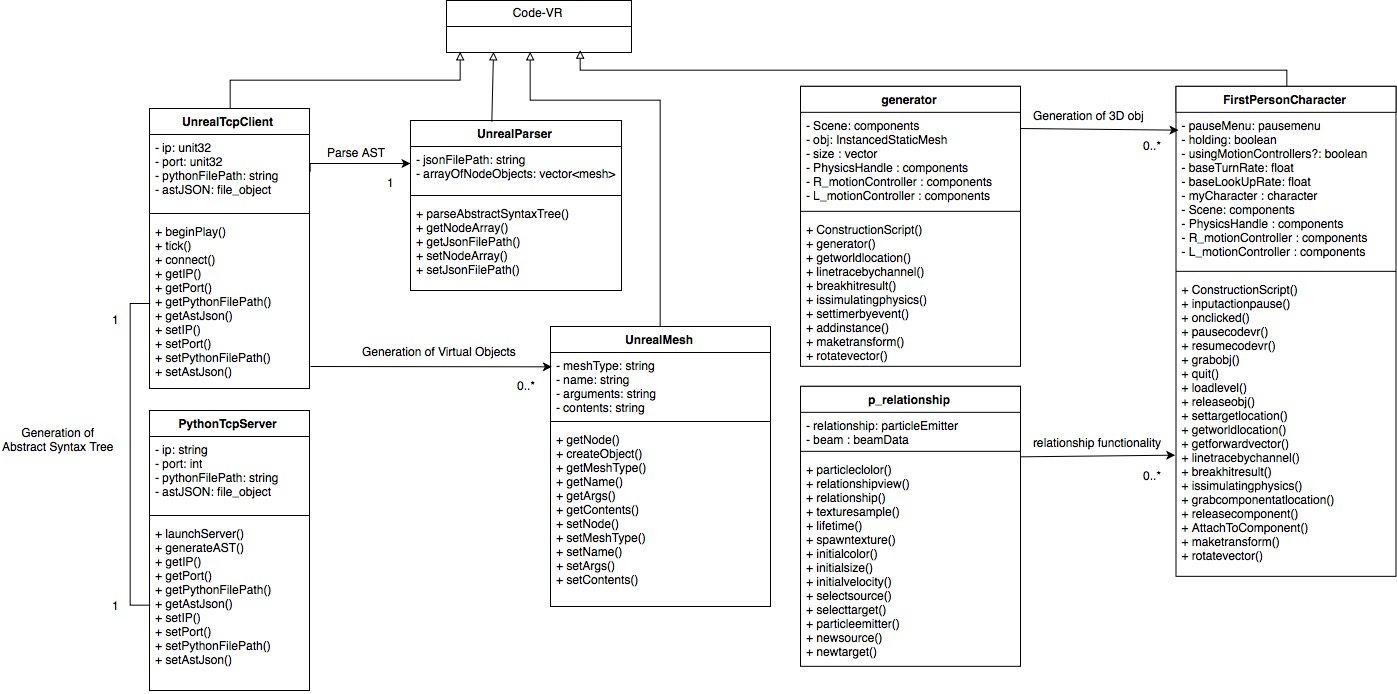 Code-VR
UnrealTcpClient
- ip: unit32
- port: unit32
- pythonFilePath: string
- astJSON: file_object
+ beginPlay()
+ tick()
+ connect()
+ getIP()
+ getPort()
+ getPythonFilePath()
+ getAstJson()
+ setIP()
+ setPort()
+ setPythonFilePath()
+ setAstJson()
Parse AST
1
UnrealParser
- jsonFilePath: string
- arrayOfNodeObjects: vector<mesh>
+ parseAbstractSyntaxTree()
+ getNodeArray()
+ getJsonFilePath()
+ setNodeArray()
+ setJsonFilePath()
Generation of Virtual Objects
0..*
UnrealMesh
- meshType: string
- name: string
- arguments: string
- contents: string
+ getNode()
+ createObject()
+ getMeshType()
+ getName()
+ getArgs()
+ getContents()
+ setNode()
+ setMeshType()
+ setName()
+ setArgs()
+ setContents()
1
Generation of
Abstract Syntax Tree
1
PythonTcpServer
- ip: string
- port: int
- pythonFilePath: string
- astJSON: file_object
+ launchServer()
+ generateAST()
+ getIP()
+ getPort()
+ getPythonFilePath()
+ getAstJson()
+ setIP()
+ setPort()
+ setPythonFilePath()
+ setAstJson()
generator
- Scene: components
- obj: InstancedStaticMesh
- size : vector
- PhysicsHandle : components
- R_motionController : components
- L_motionController : components
+ ConstructionScript()
+ generator()
+ getworldlocation()
+ linetracebychannel()
+ breakhitresult()
+ issimulatingphysics()
+ settimerbyevent()
+ addinstance()
+ maketransform()
+ rotatevector()
Generation of 3D obj
0..*
p_relationship
- relationship: particleEmitter
- beam : beamData
+ particleclolor()
+ relationshipview()
+ relationship()
+ texturesample()
+ lifetime()
+ spawntexture()
+ initialcolor()
+ initialsize()
+ initialvelocity()
+ selectsource()
+ selecttarget()
+ particleemitter()
+ newsource()
+ newtarget()
relationship functionality
0..*
FirstPersonCharacter
- pauseMenu: pausemenu
- holding: boolean
- usingMotionControllers?: boolean
- baseTurnRate: float
- baseLookUpRate: float
- myCharacter : character
- Scene: components
- PhysicsHandle : components
- R_motionController : components
- L_motionController : components
+ ConstructionScript()
+ inputactionpause()
+ onclicked()
+ pausecodevr()
+ resumecodevr()
+ grabobj()
+ quit()
+ loadlevel()
+ releaseobj()
+ settargetlocation()
+ getworldlocation()
+ getforwardvector()
+ linetracebychannel()
+ breakhitresult()
+ issimulatingphysics()
+ grabcomponentatlocation()
+ releasecomponent()
+ AttachToComponent()
+ maketransform()
+ rotatevector()